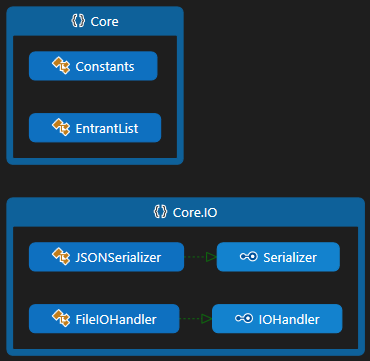 Core
Constants
EntrantList
Core.IO
JSONSerializer
Serializer
FileIOHandler
IOHandler